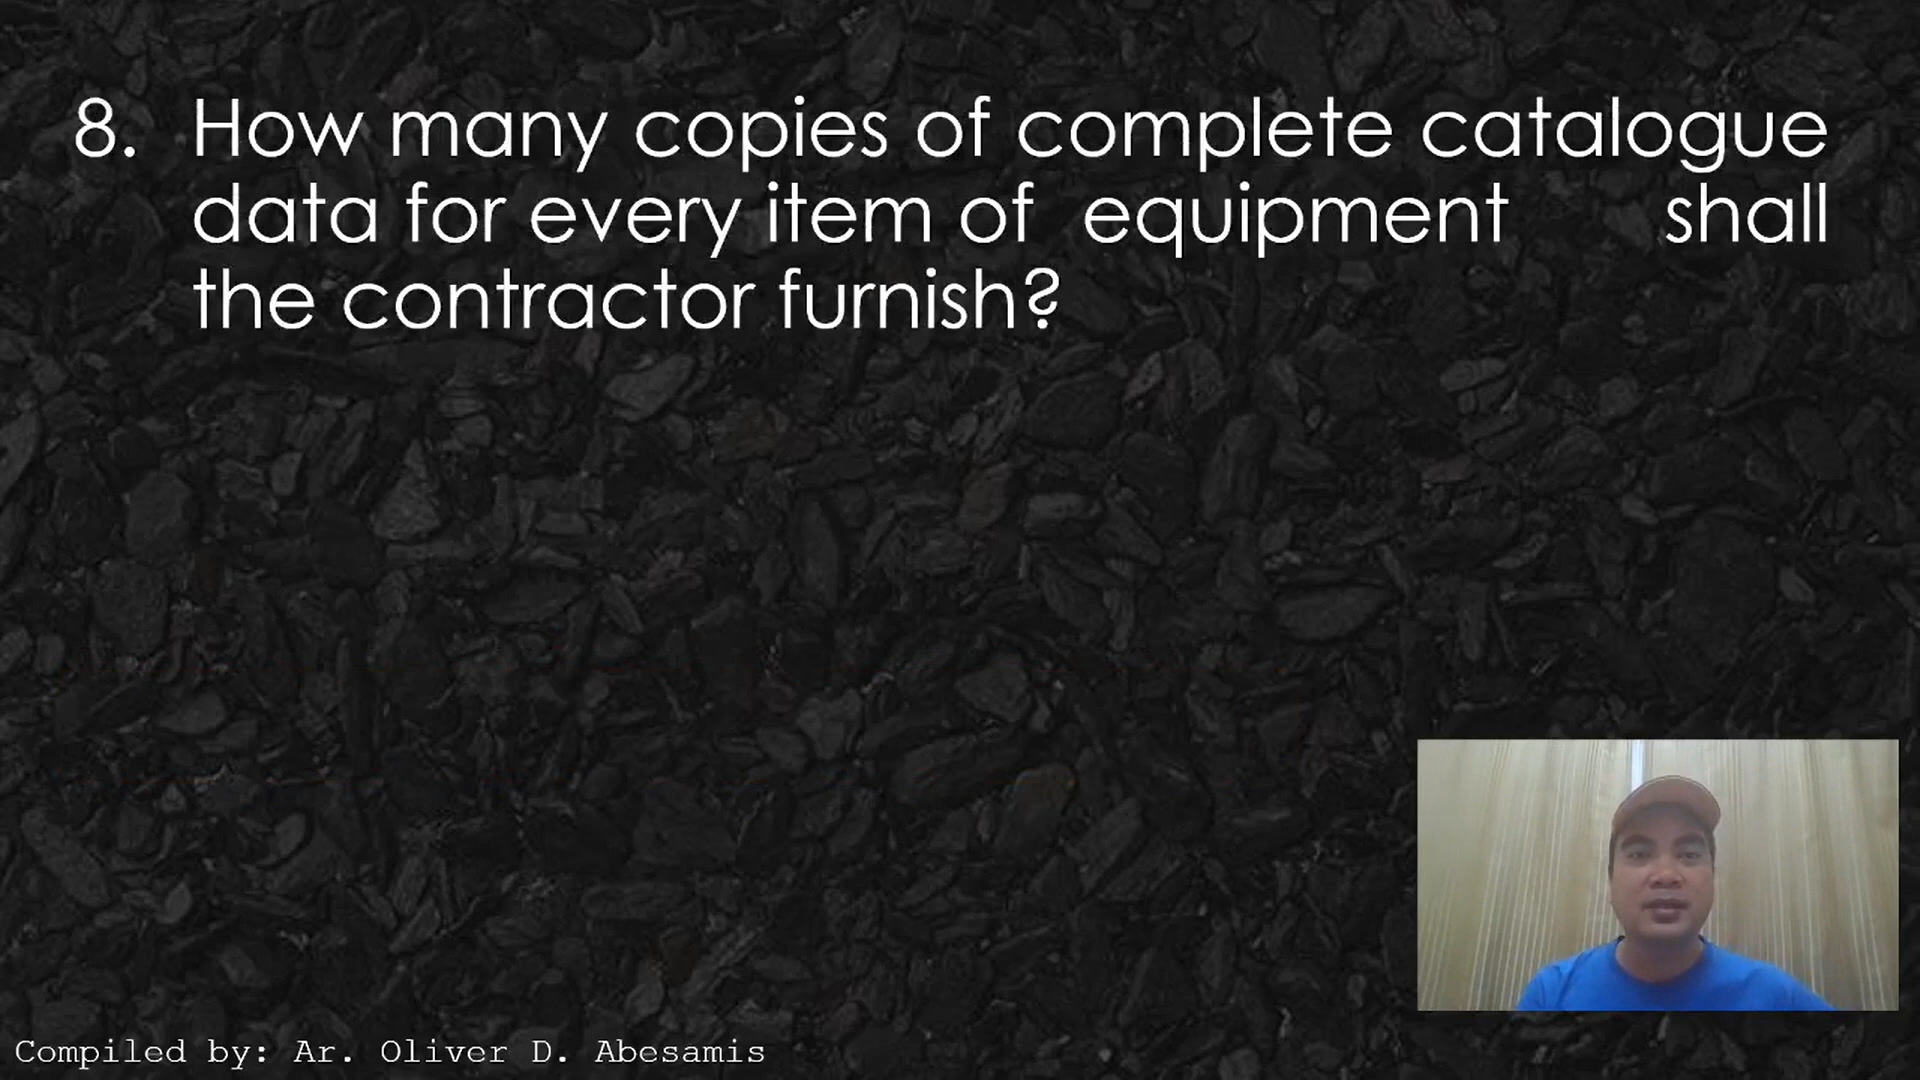 8. How many copies of complete catalogue
data for every item of equipment shall
the contractor furnish?
Compiled by: Ar. Oliver D. Abesamis